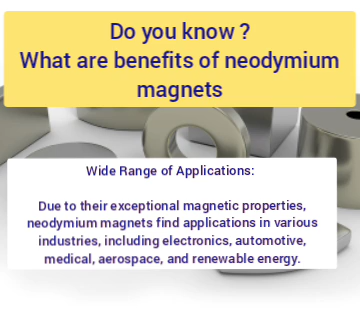 Do you know ?
What are benefits of neodymium
magnets
Wide Range of Applications:
Due to their exceptional magnetic properties,
neodymium magnets find applications in various
industries, including electronics, automotive,
medical, aerospace, and renewable energy.